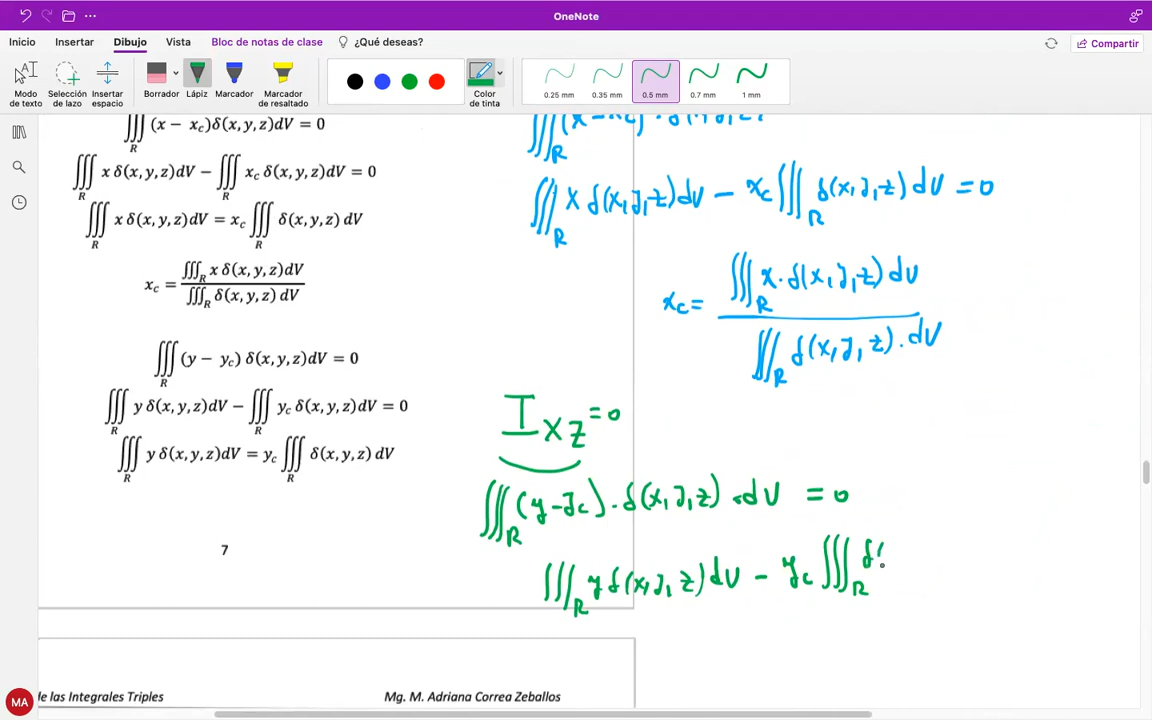 OneNote
Inicio Insertar Dibujo Vista Bloc de notas de clase ¿Qué deseas? Compartir
Modo de texto Selección de lazo Insertar espacio Borrador Lápiz Marcador Marcador de resaltado Color de tinta 0.25 mm 0.35 mm 0.5 mm 0.7 mm 1 mm
∭_R (x − x_c)δ(x, y, z)dV = 0
∭_R x δ(x, y, z)dV − ∭_R x_c δ(x, y, z)dV = 0
∭_R x δ(x, y, z)dV = x_c ∭_R δ(x, y, z) dV
x_c = ∭_R x δ(x, y, z)dV / ∭_R δ(x, y, z) dV
∭_R (y − y_c) δ(x, y, z)dV = 0
∭_R y δ(x, y, z)dV − ∭_R y_c δ(x, y, z)dV = 0
∭_R y δ(x, y, z)dV = y_c ∭_R δ(x, y, z) dV
7
∭_R x δ(x, y, z) dV − x_c ∭_R δ(x, y, z) dV = 0
x_c = ∭_R x · δ(x, y, z) dV / ∭_R δ(x, y, z) · dV
I_xz = 0
∭_R (y − y_c) · δ(x, y, z) · dV = 0
∭_R y δ(x, y, z) dV − y_c ∭_R δ(
de las Integrales Triples Mg. M. Adriana Correa Zeballos
MA